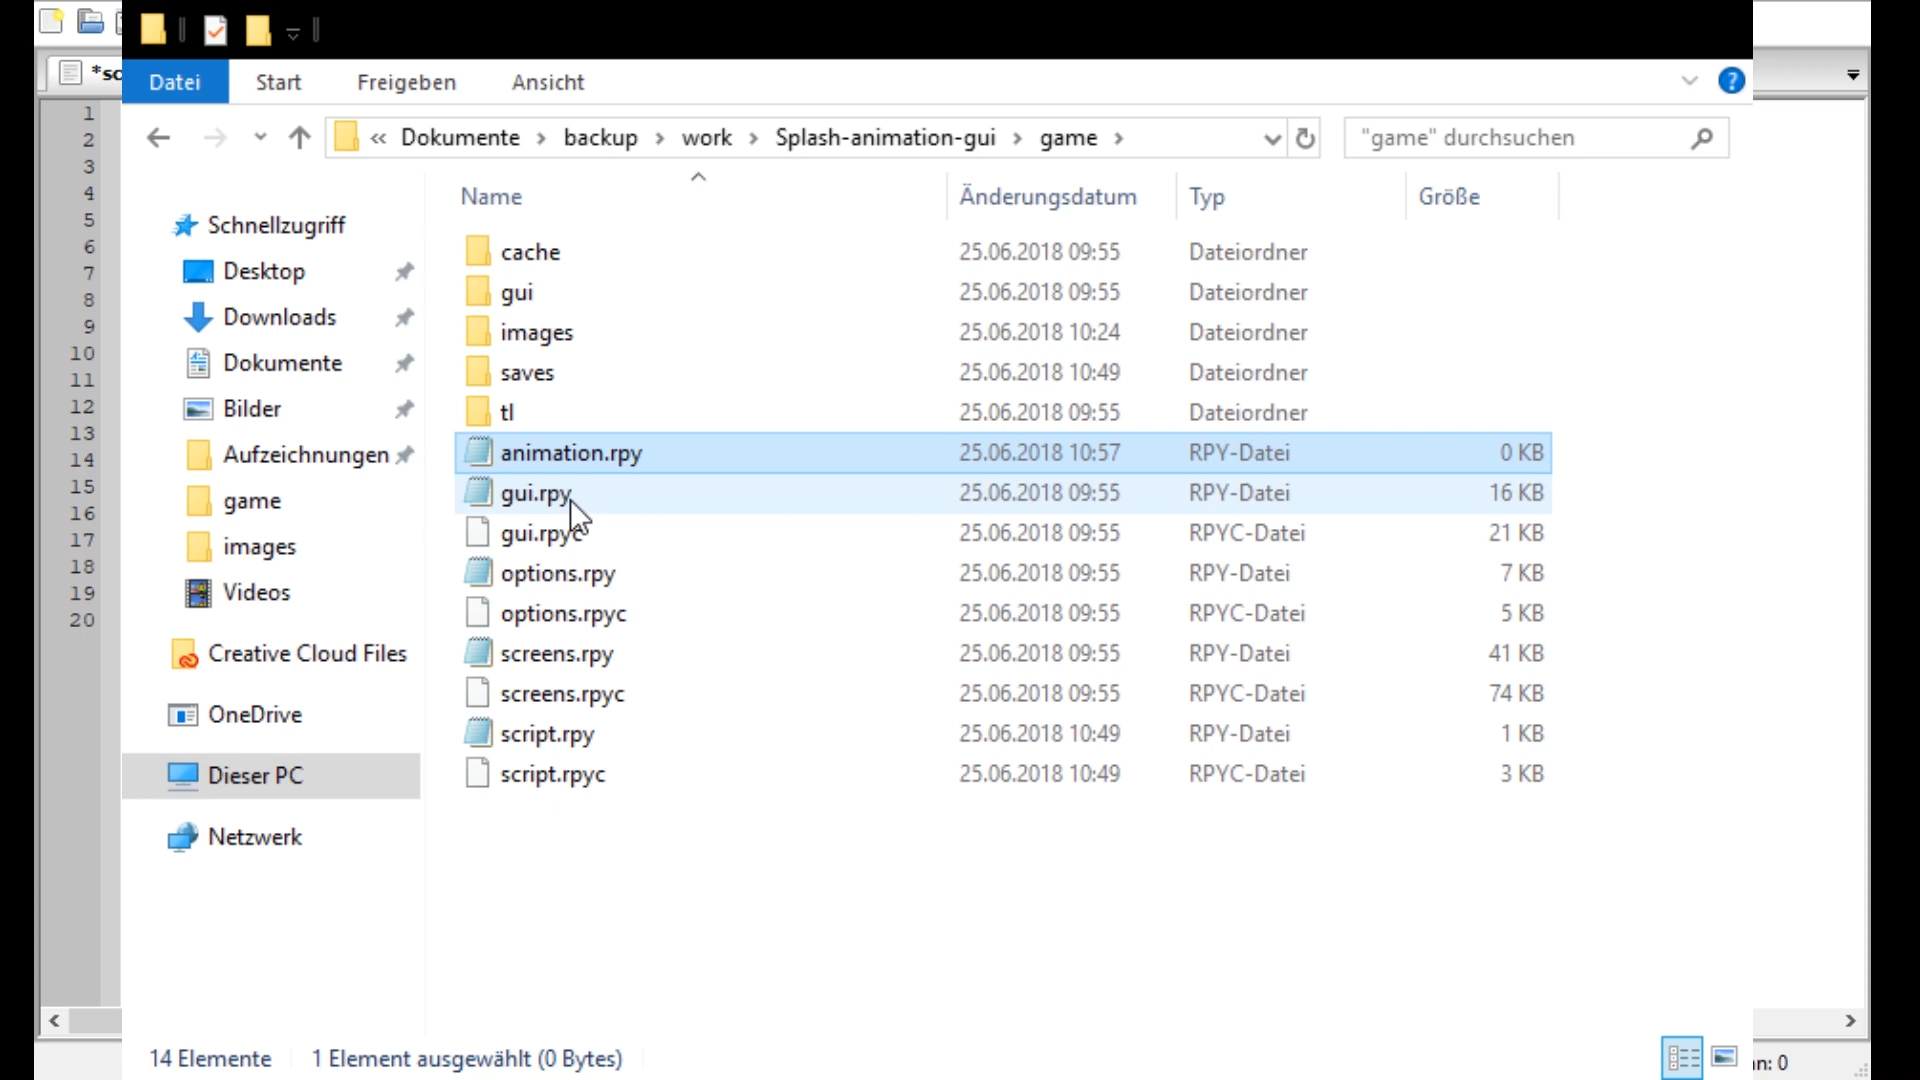 *sc
Datei Start Freigeben Ansicht ?
« Dokumente > backup > work > Splash-animation-gui > game > "game" durchsuchen
Name Änderungsdatum Typ Größe
Schnellzugriff
Desktop
Downloads
Dokumente
Bilder
Aufzeichnungen
game
images
Videos
Creative Cloud Files
OneDrive
Dieser PC
Netzwerk
cache 25.06.2018 09:55 Dateiordner
gui 25.06.2018 09:55 Dateiordner
images 25.06.2018 10:24 Dateiordner
saves 25.06.2018 10:49 Dateiordner
tl 25.06.2018 09:55 Dateiordner
animation.rpy 25.06.2018 10:57 RPY-Datei 0 KB
gui.rpy 25.06.2018 09:55 RPY-Datei 16 KB
gui.rpyc 25.06.2018 09:55 RPYC-Datei 21 KB
options.rpy 25.06.2018 09:55 RPY-Datei 7 KB
options.rpyc 25.06.2018 09:55 RPYC-Datei 5 KB
screens.rpy 25.06.2018 09:55 RPY-Datei 41 KB
screens.rpyc 25.06.2018 09:55 RPYC-Datei 74 KB
script.rpy 25.06.2018 10:49 RPY-Datei 1 KB
script.rpyc 25.06.2018 10:49 RPYC-Datei 3 KB
1
2
3
4
5
6
7
8
9
10
11
12
13
14
15
16
17
18
19
20
14 Elemente 1 Element ausgewählt (0 Bytes)
nn: 0